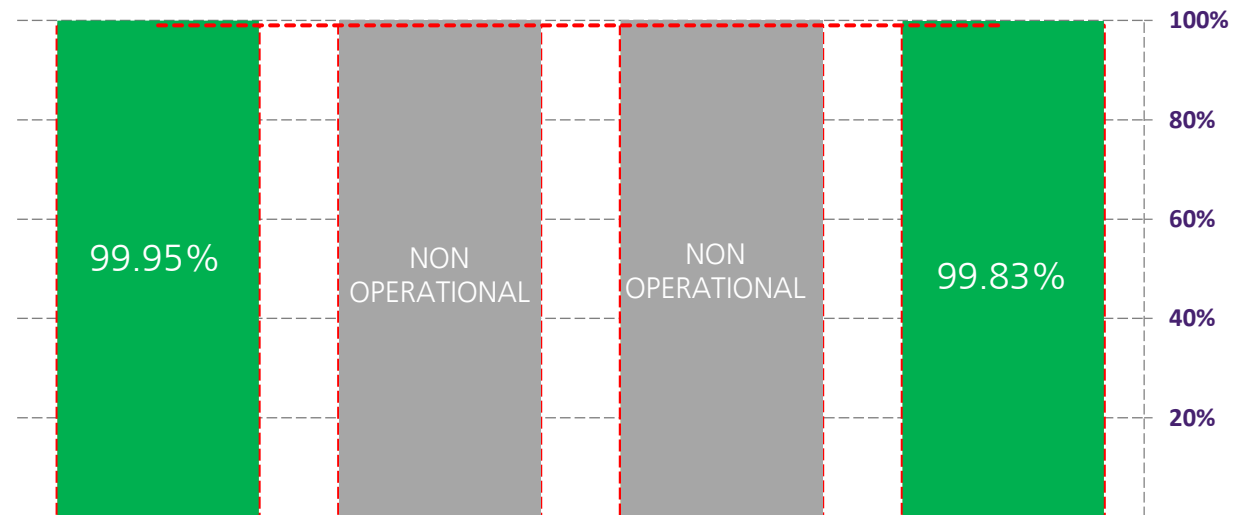 100%
80%
60%
40%
20%
99.95%
NON
OPERATIONAL
NON
OPERATIONAL
99.83%